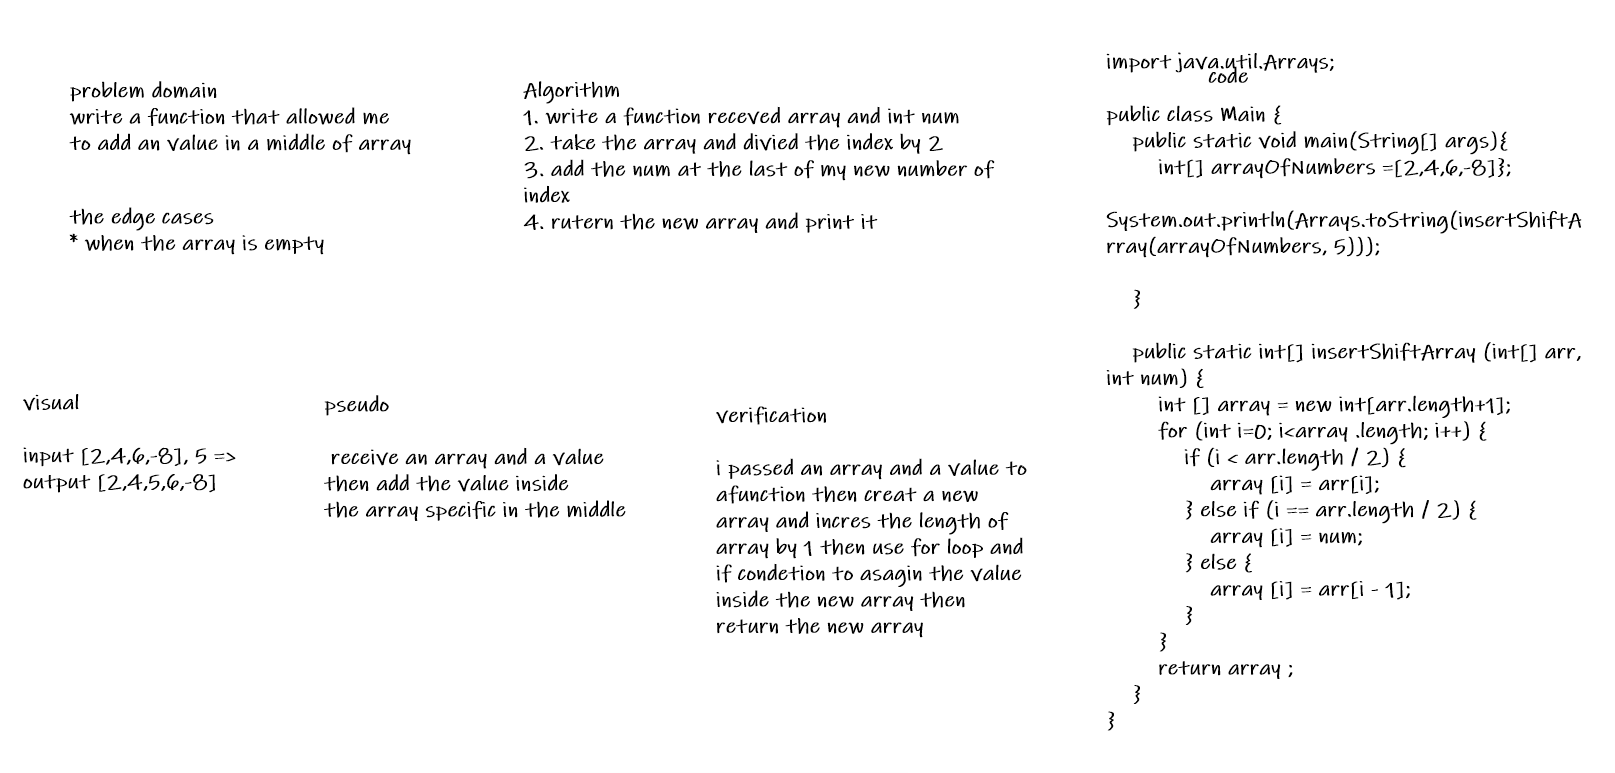 problem domain
write a function that allowed me
to add an value in a middle of array
the edge cases
* when the array is empty
Algorithm
1. write a function receved array and int num
2. take the array and divied the index by 2
3. add the num at the last of my new number of
index
4. rutern the new array and print it
visual
input [2,4,6,-8], 5 =>
output [2,4,5,6,-8]
pseudo
receive an array and a value
then add the value inside
the array specific in the middle
verification
i passed an array and a value to
afunction then creat a new
array and incres the length of
array by 1 then use for loop and
if condetion to asagin the value
inside the new array then
return the new array
import java.util.Arrays;
code
public class Main {
public static void main(String[] args){
int[] arrayOfNumbers =[2,4,6,-8]};
System.out.println(Arrays.toString(insertShiftA
rray(arrayOfNumbers, 5)));
}
public static int[] insertShiftArray (int[] arr,
int num) {
int [] array = new int[arr.length+1];
for (int i=0; i<array .length; i++) {
if (i < arr.length / 2) {
array [i] = arr[i];
} else if (i == arr.length / 2) {
array [i] = num;
} else {
array [i] = arr[i - 1];
}
}
return array ;
}
}